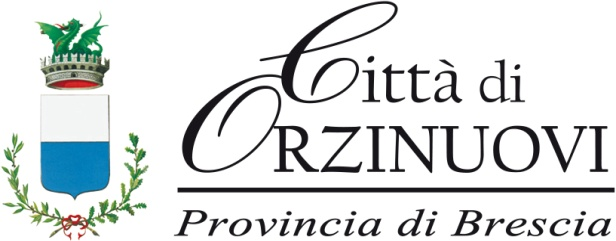 Città di
ORZINUOVI
Provincia di Brescia